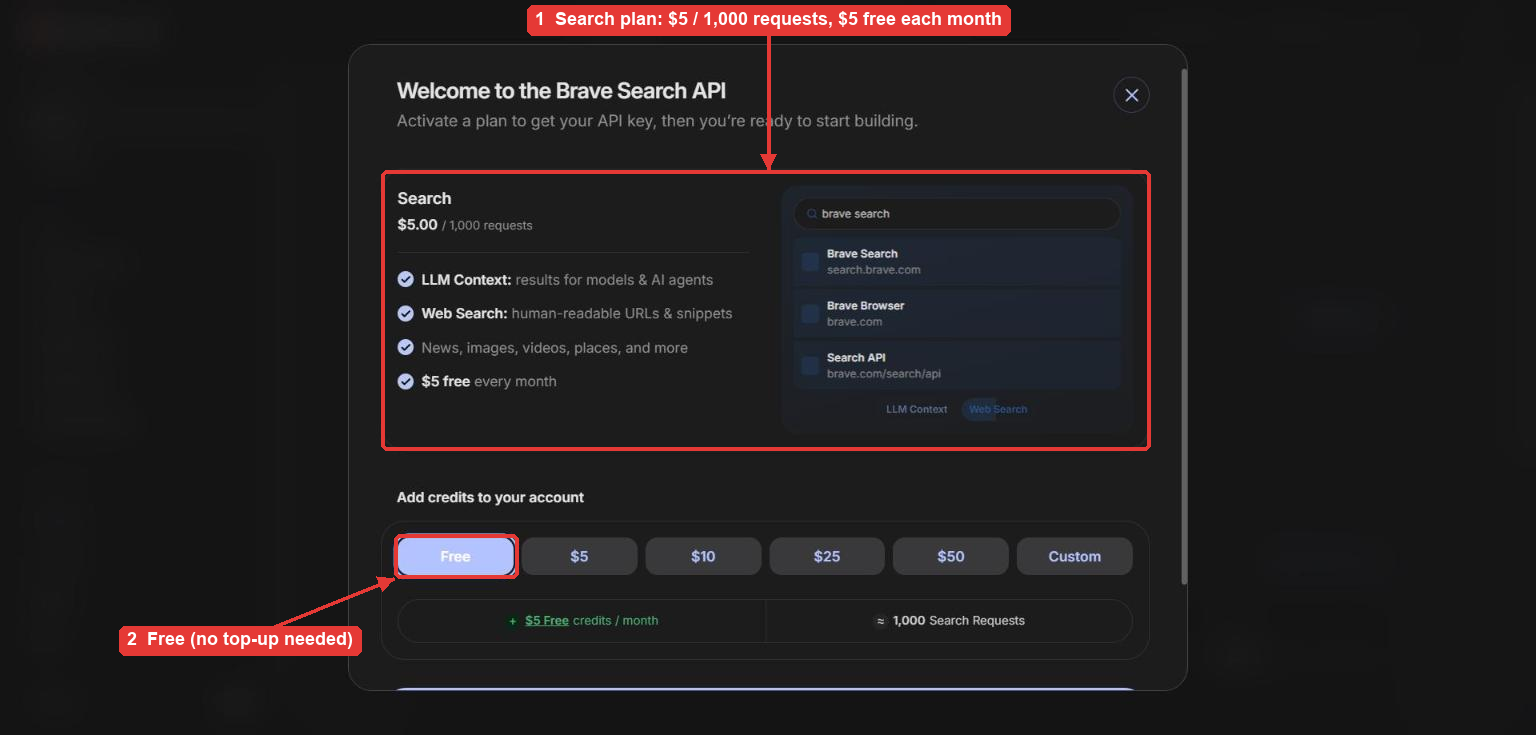 1 Search plan: $5 / 1,000 requests, $5 free each month
Welcome to the Brave Search API
Activate a plan to get your API key, then you're ready to start building.
Search
$5.00 / 1,000 requests
LLM Context: results for models & AI agents
Web Search: human-readable URLs & snippets
News, images, videos, places, and more
$5 free every month
brave search
Brave Search
search.brave.com
Brave Browser
brave.com
Search API
brave.com/search/api
LLM Context Web Search
Add credits to your account
Free $5 $10 $25 $50 Custom
+ $5 Free credits / month ≈ 1,000 Search Requests
2 Free (no top-up needed)